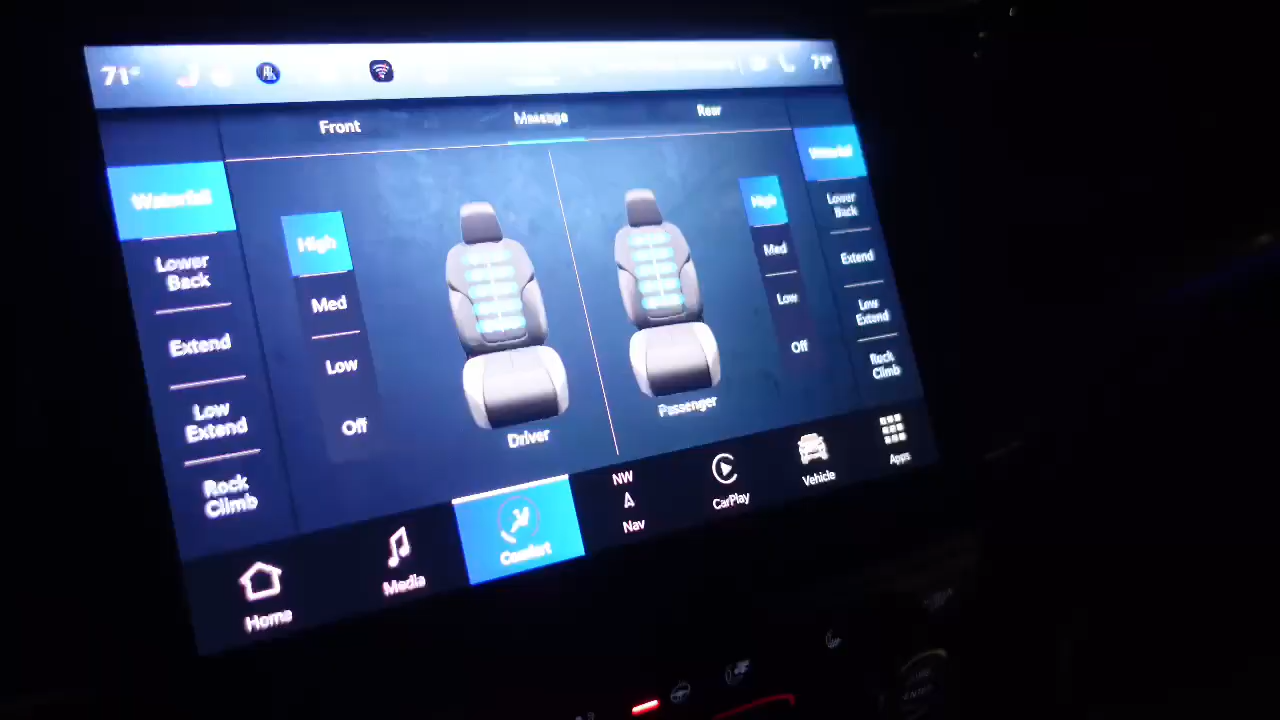 71°
71°
Front
Massage
Rear
Waterfall
Lower
Back
Extend
Low
Extend
Rock
Climb
High
Med
Low
Off
Driver
Passenger
High
Med
Low
Off
Waterfall
Lower
Back
Extend
Low
Extend
Rock
Climb
Home
Media
Comfort
NW
Nav
CarPlay
Vehicle
Apps